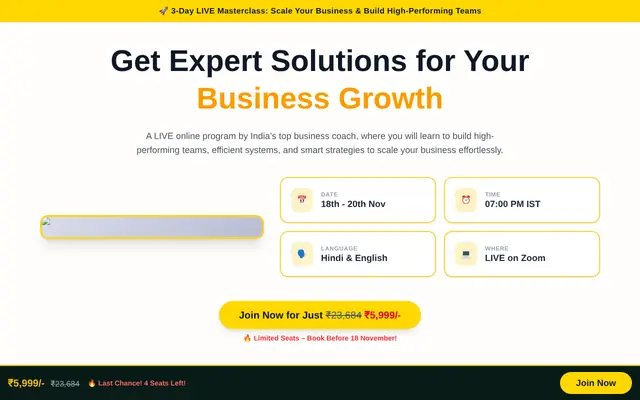 🚀 3-Day LIVE Masterclass: Scale Your Business & Build High-Performing Teams
Get Expert Solutions for Your
Business Growth
A LIVE online program by India's top business coach, where you will learn to build high-
performing teams, efficient systems, and smart strategies to scale your business effortlessly.
DATE
18th - 20th Nov
TIME
07:00 PM IST
LANGUAGE
Hindi & English
WHERE
LIVE on Zoom
Join Now for Just ₹23,684 ₹5,999/-
🔥 Limited Seats – Book Before 18 November!
₹5,999/- ₹23,684 🔥 Last Chance! 4 Seats Left! Join Now